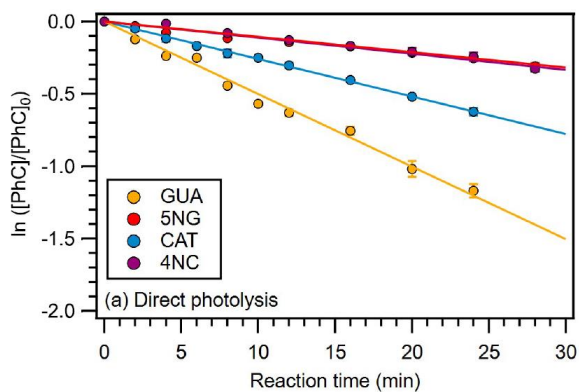 0.0
-0.5
-1.0
-1.5
-2.0
ln ([PhC]/[PhC]₀)
GUA
5NG
CAT
4NC
(a) Direct photolysis
0 5 10 15 20 25 30
Reaction time (min)